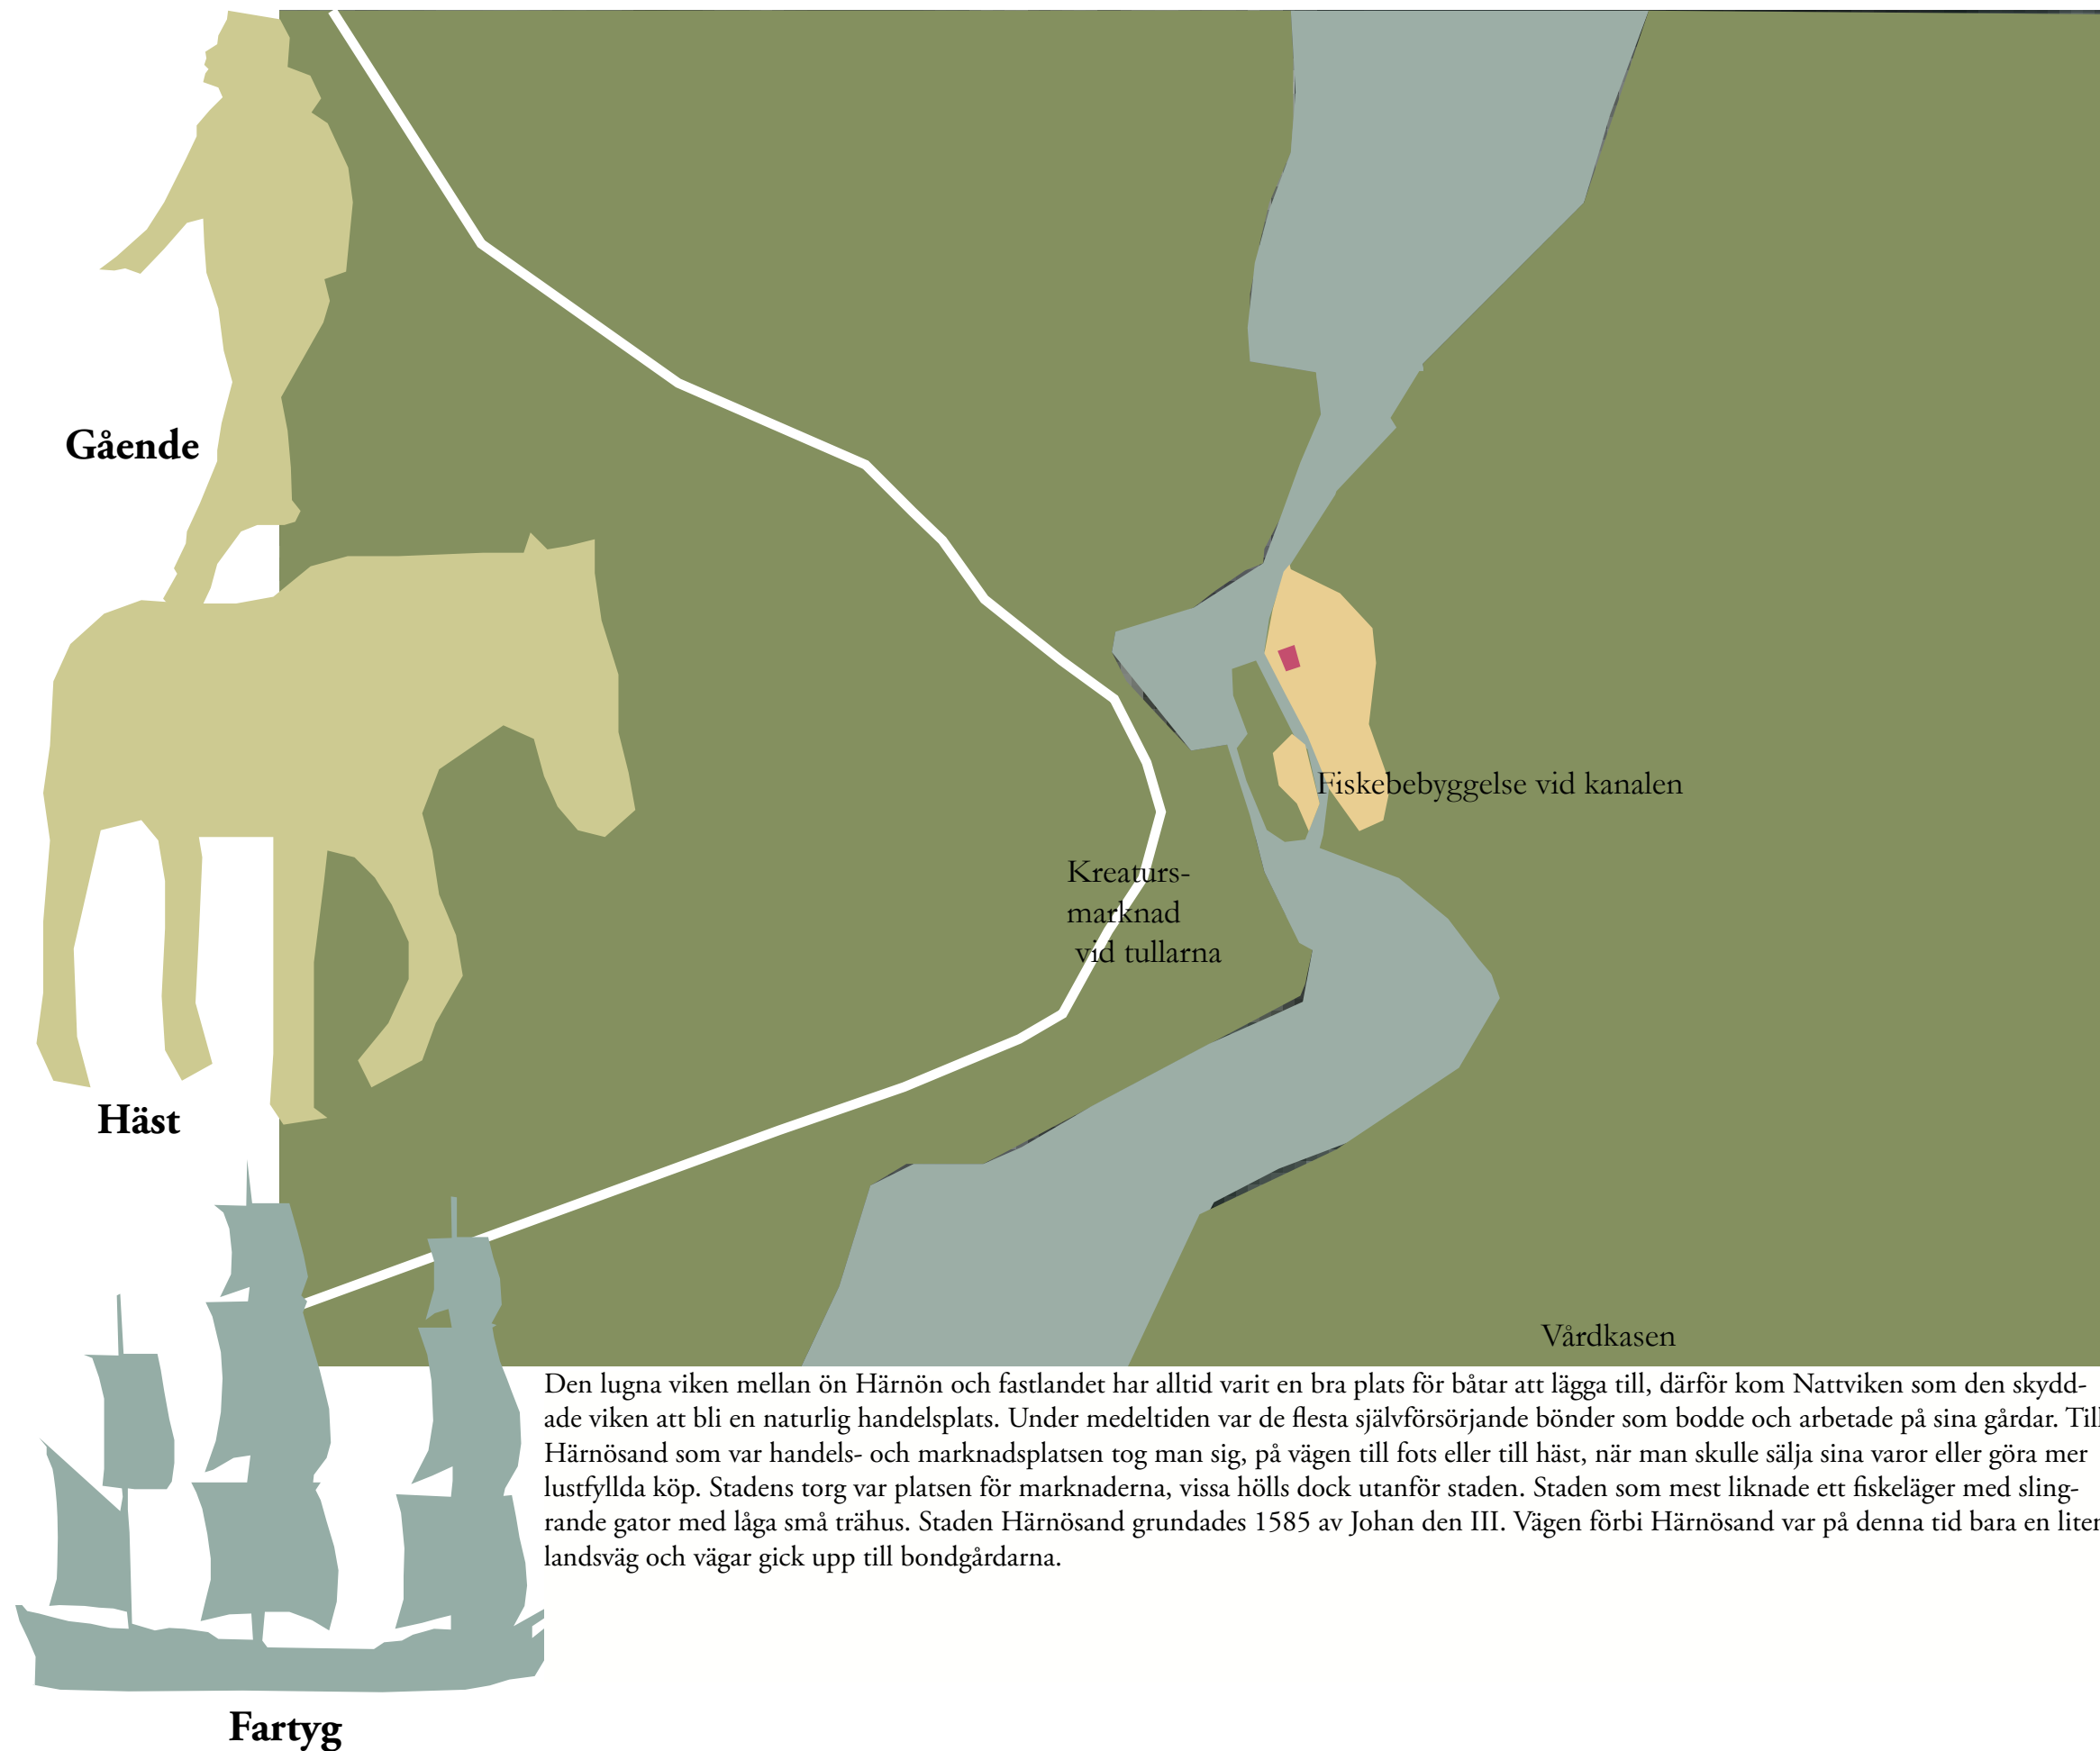 Gående
Häst
Fiskebebyggelse vid kanalen
Kreaturs-
marknad
vid tullarna
Vårdkasen
Den lugna viken mellan ön Härnön och fastlandet har alltid varit en bra plats för båtar att lägga till, därför kom Nattviken som den skydd-
ade viken att bli en naturlig handelsplats. Under medeltiden var de flesta självförsörjande bönder som bodde och arbetade på sina gårdar. Till
Härnösand som var handels- och marknadsplatsen tog man sig, på vägen till fots eller till häst, när man skulle sälja sina varor eller göra mer
lustfyllda köp. Stadens torg var platsen för marknaderna, vissa hölls dock utanför staden. Staden som mest liknade ett fiskeläger med sling-
rande gator med låga små trähus. Staden Härnösand grundades 1585 av Johan den III. Vägen förbi Härnösand var på denna tid bara en liten
landsväg och vägar gick upp till bondgårdarna.
Fartyg